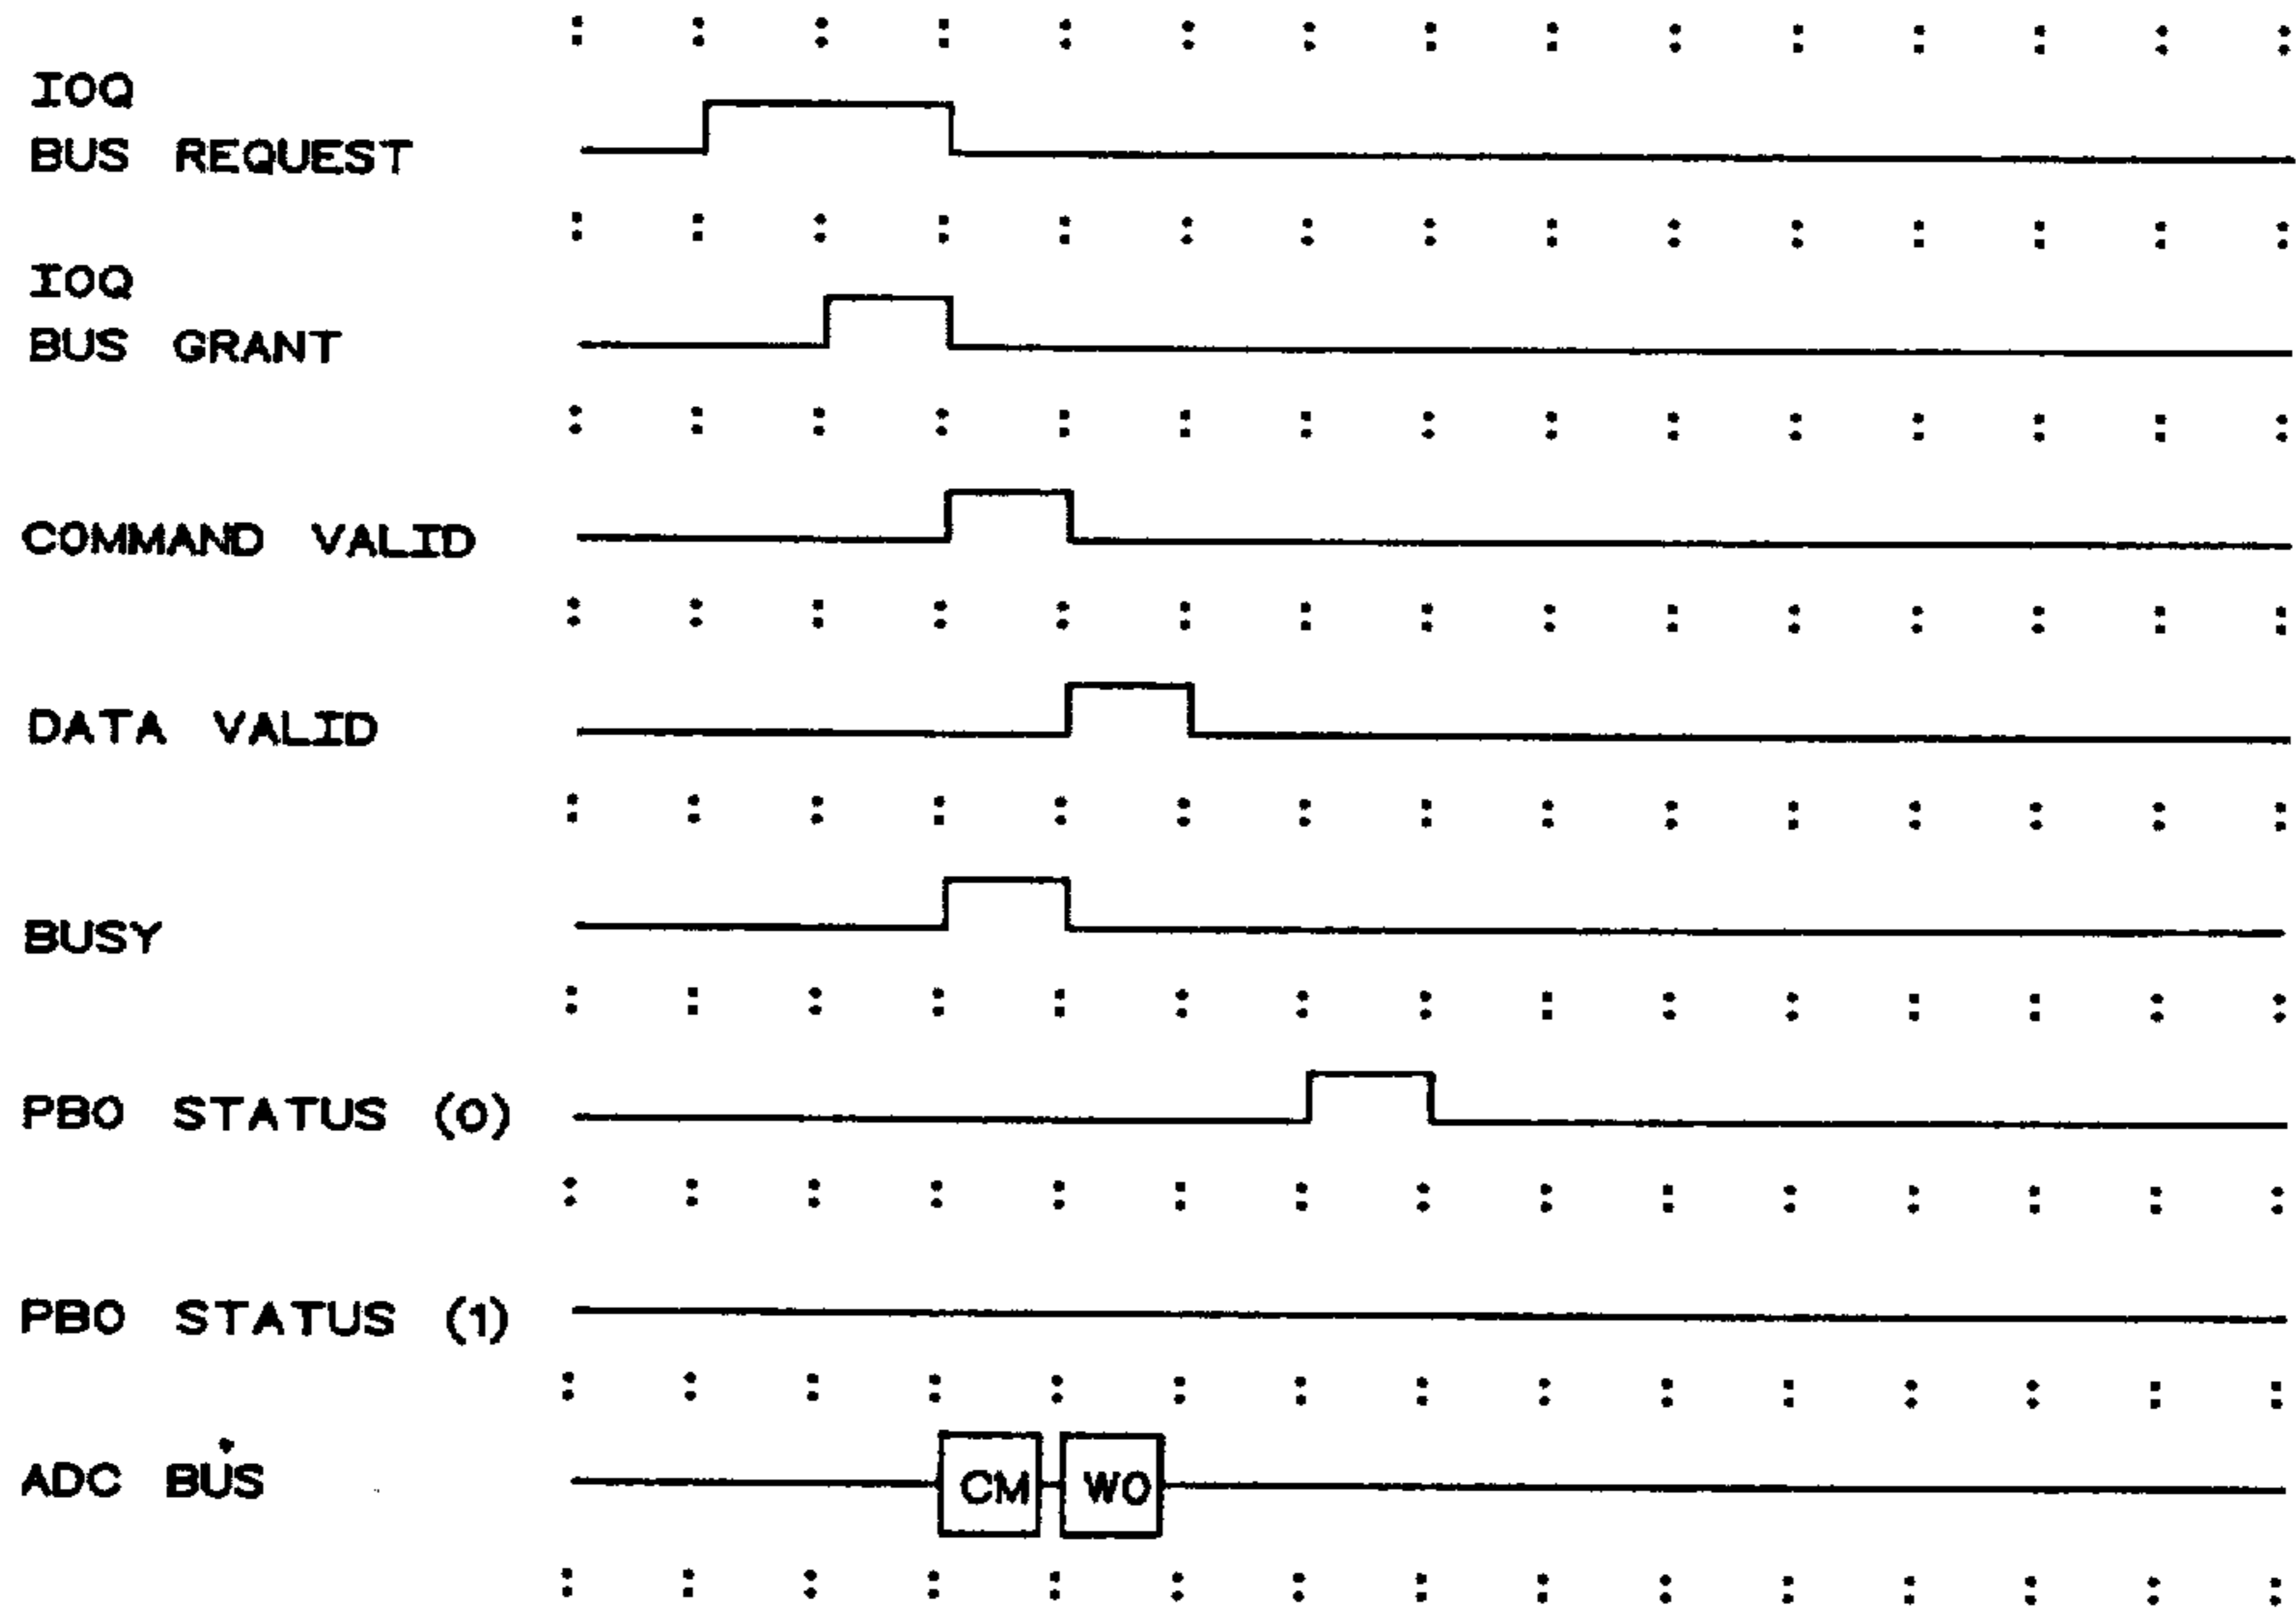 IOQ
BUS REQUEST
IOQ
BUS GRANT
COMMAND VALID
DATA VALID
BUSY
PBO STATUS (0)
PBO STATUS (1)
ADC BUS
CM WO